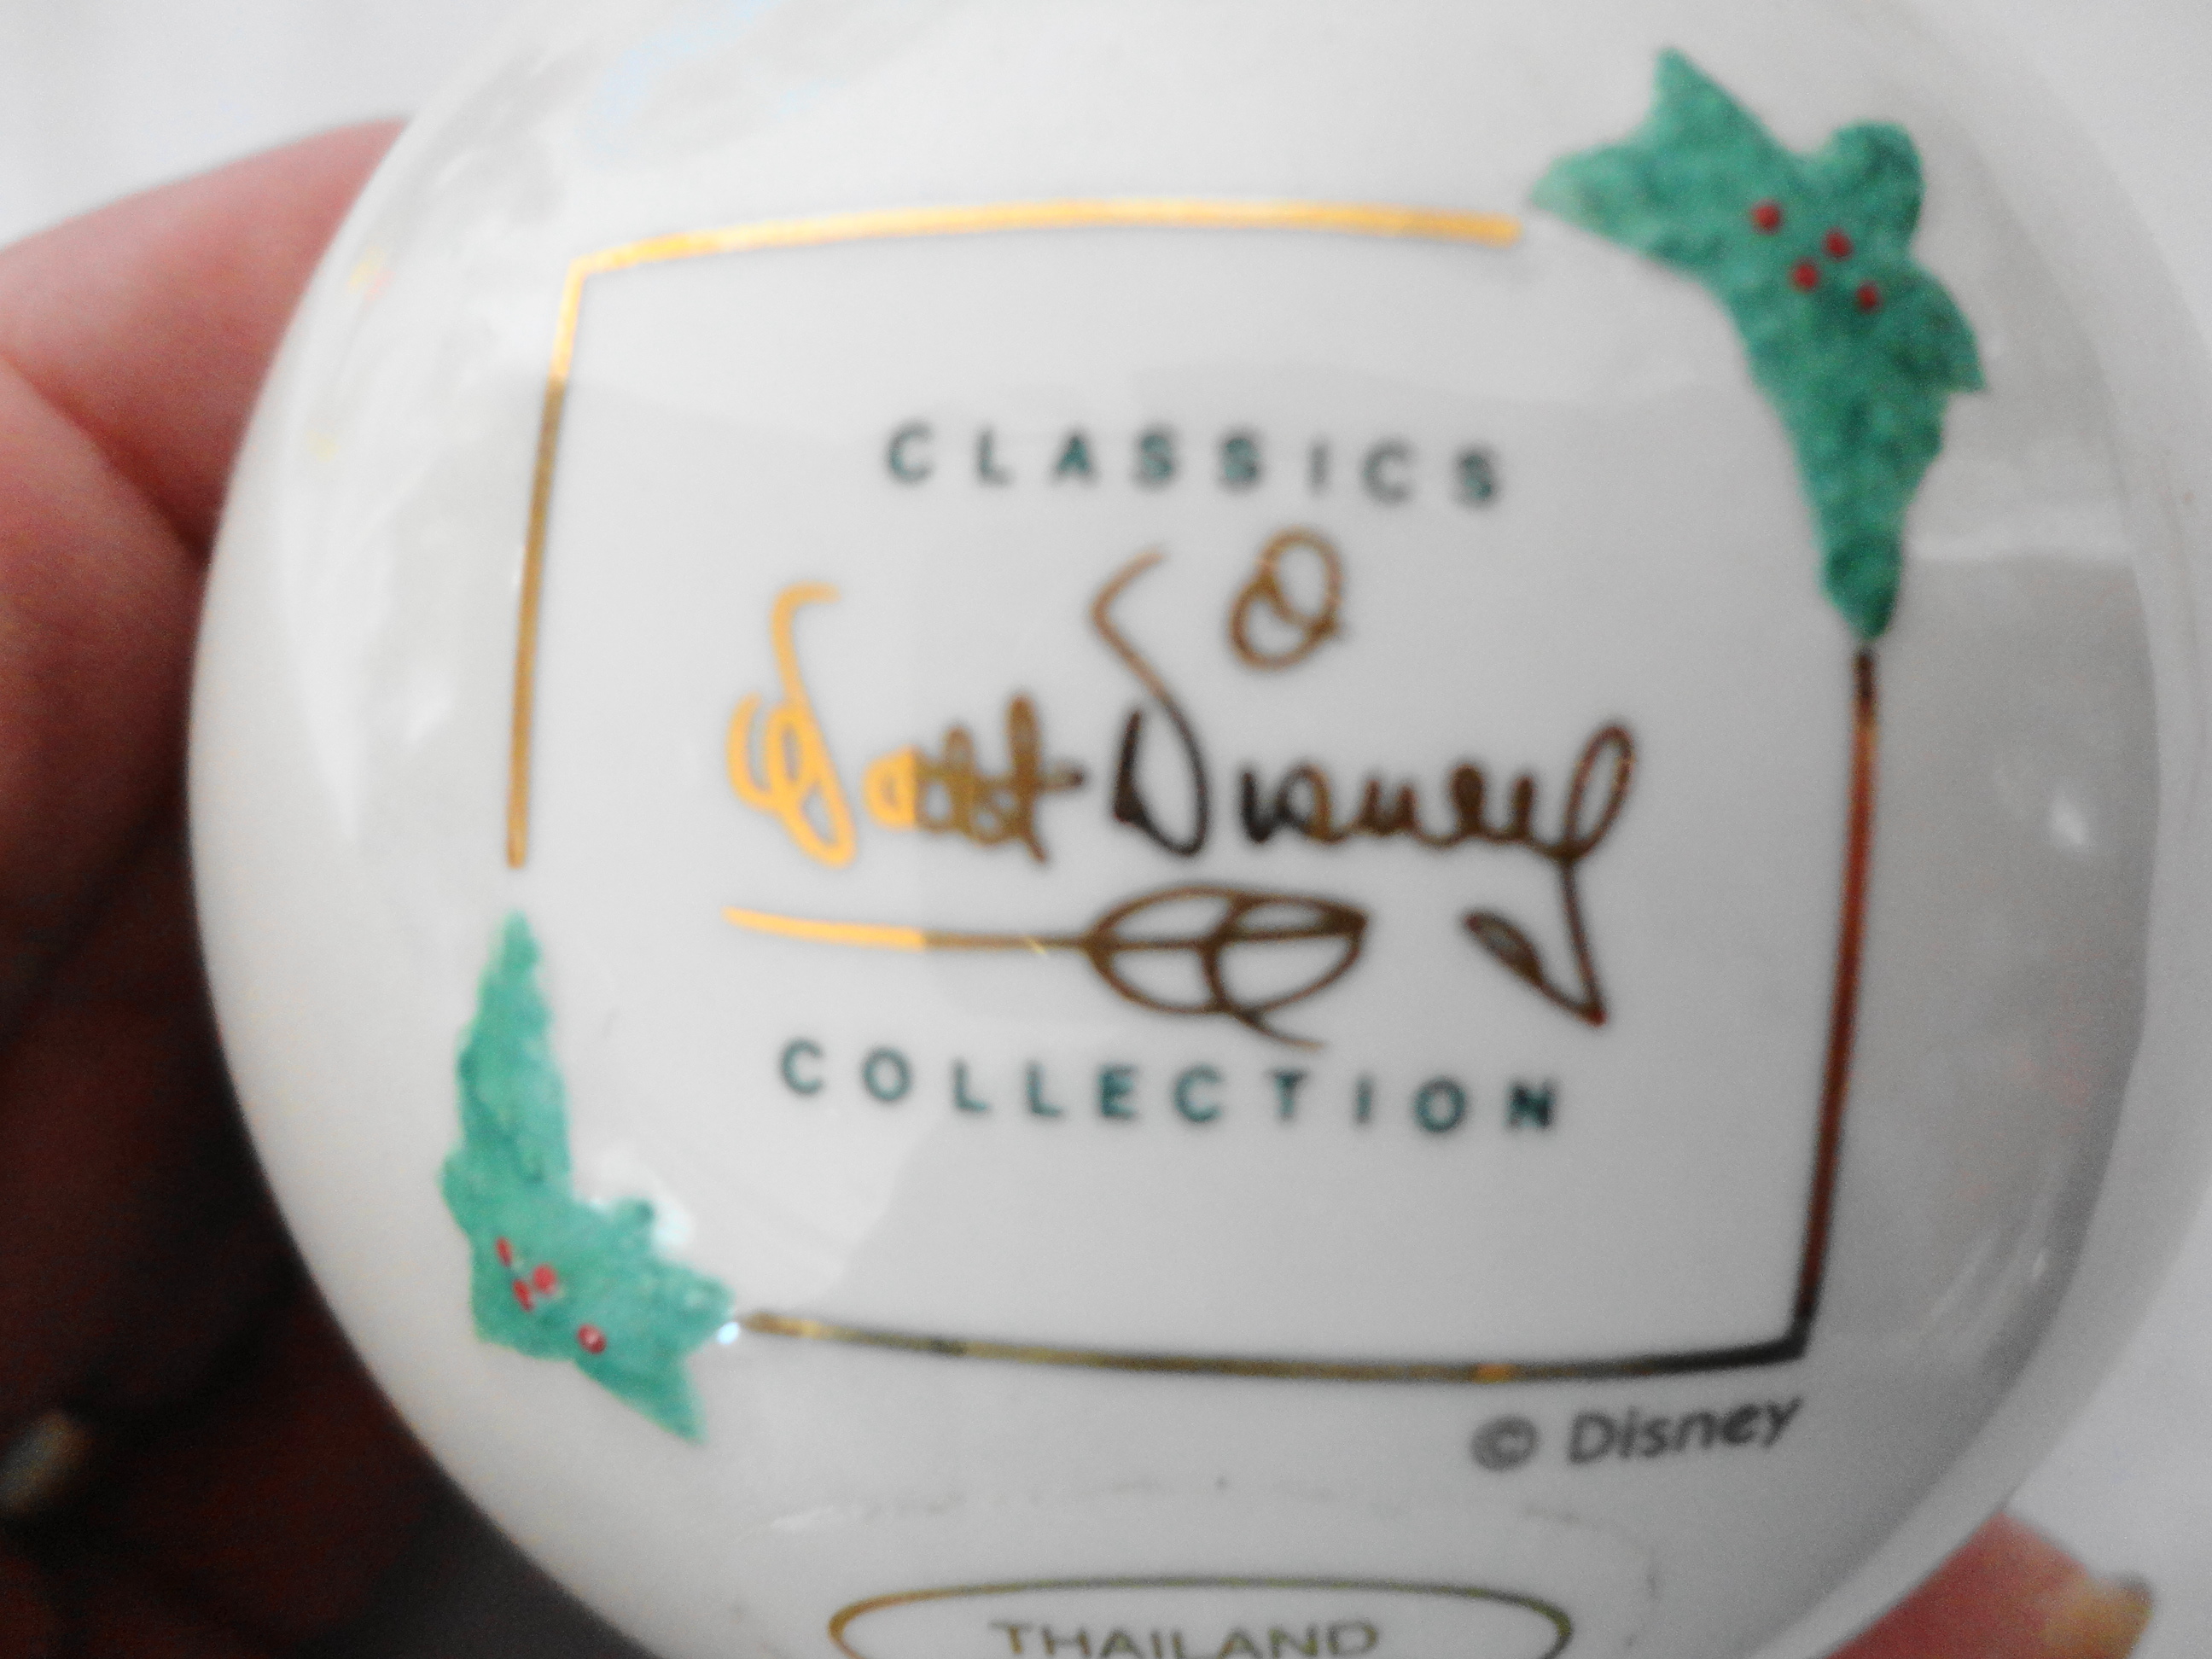 CLASSICS
Walt Disney
COLLECTION
© Disney
THAILAND